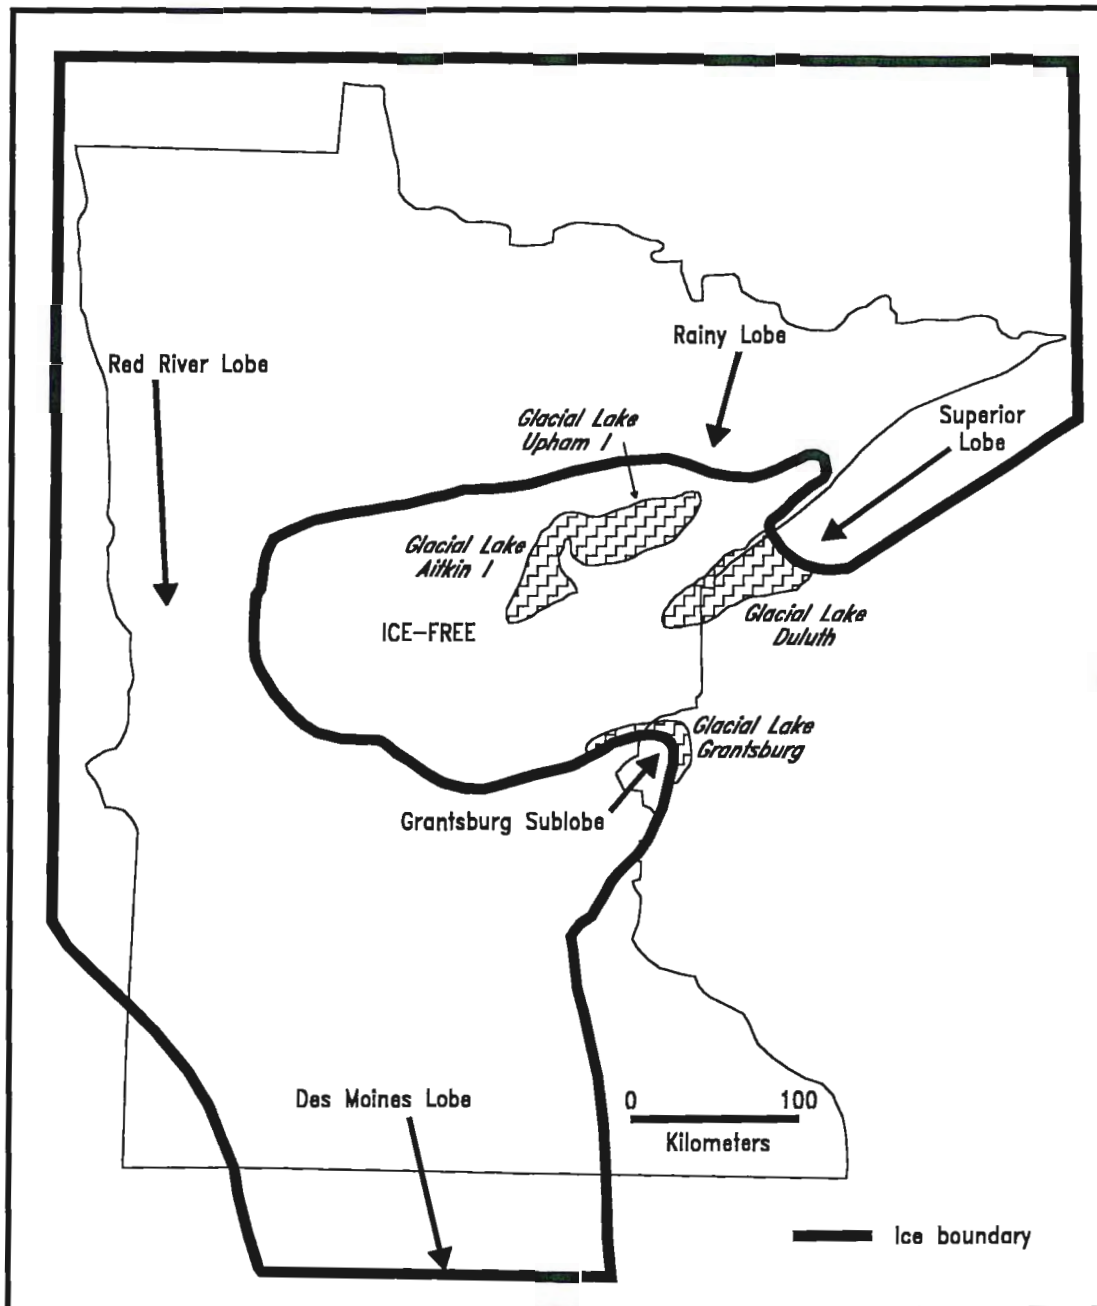 Rainy Lobe
Red River Lobe
Glacial Lake
Upham I
Superior
Lobe
Glacial Lake
Aitkin I
Glacial Lake
Duluth
ICE-FREE
Glacial Lake
Grantsburg
Grantsburg Sublobe
Des Moines Lobe
0 100
Kilometers
Ice boundary